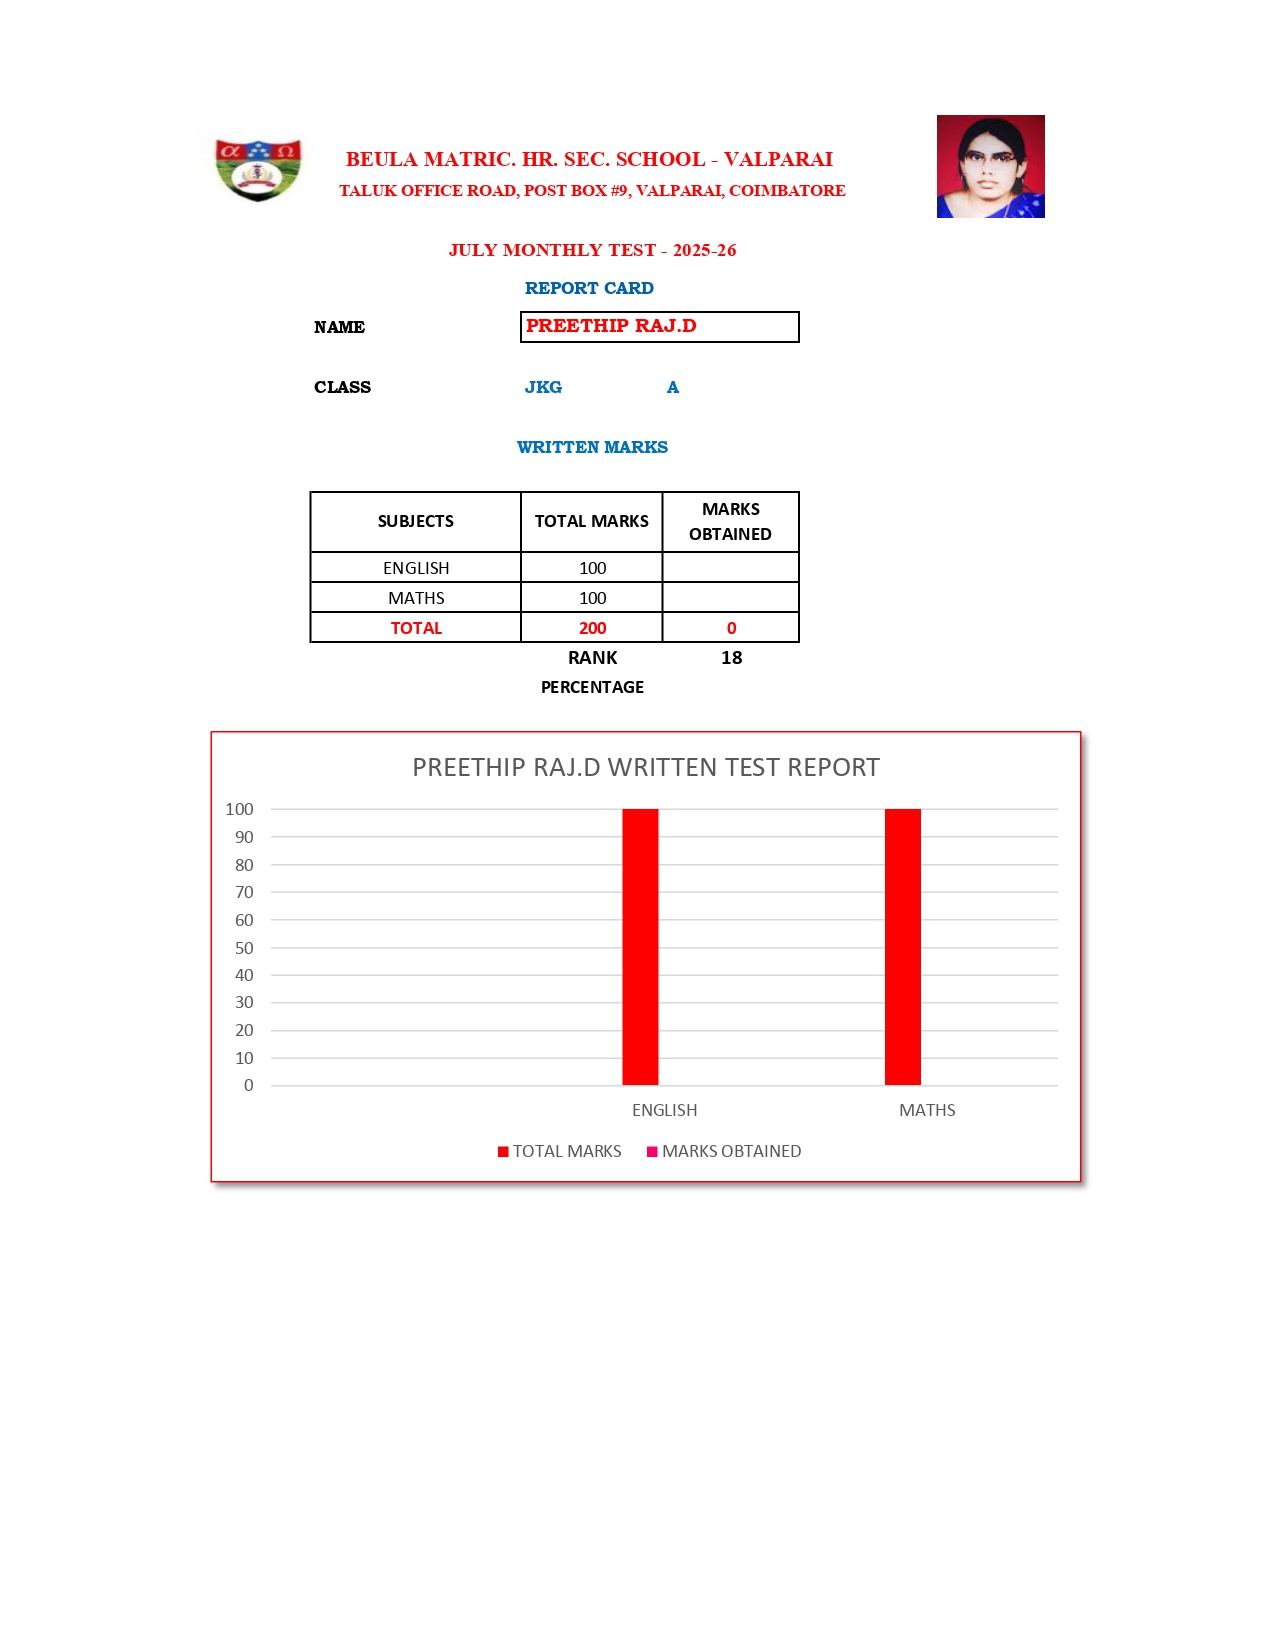 α Ω
BEULA MATRIC. HR. SEC. SCHOOL - VALPARAI
TALUK OFFICE ROAD, POST BOX #9, VALPARAI, COIMBATORE
JULY MONTHLY TEST - 2025-26
REPORT CARD
NAME PREETHIP RAJ.D
CLASS JKG A
WRITTEN MARKS
SUBJECTS TOTAL MARKS MARKS OBTAINED
ENGLISH 100
MATHS 100
TOTAL 200 0
RANK 18
PERCENTAGE
PREETHIP RAJ.D WRITTEN TEST REPORT
100
90
80
70
60
50
40
30
20
10
0
ENGLISH MATHS
TOTAL MARKS MARKS OBTAINED